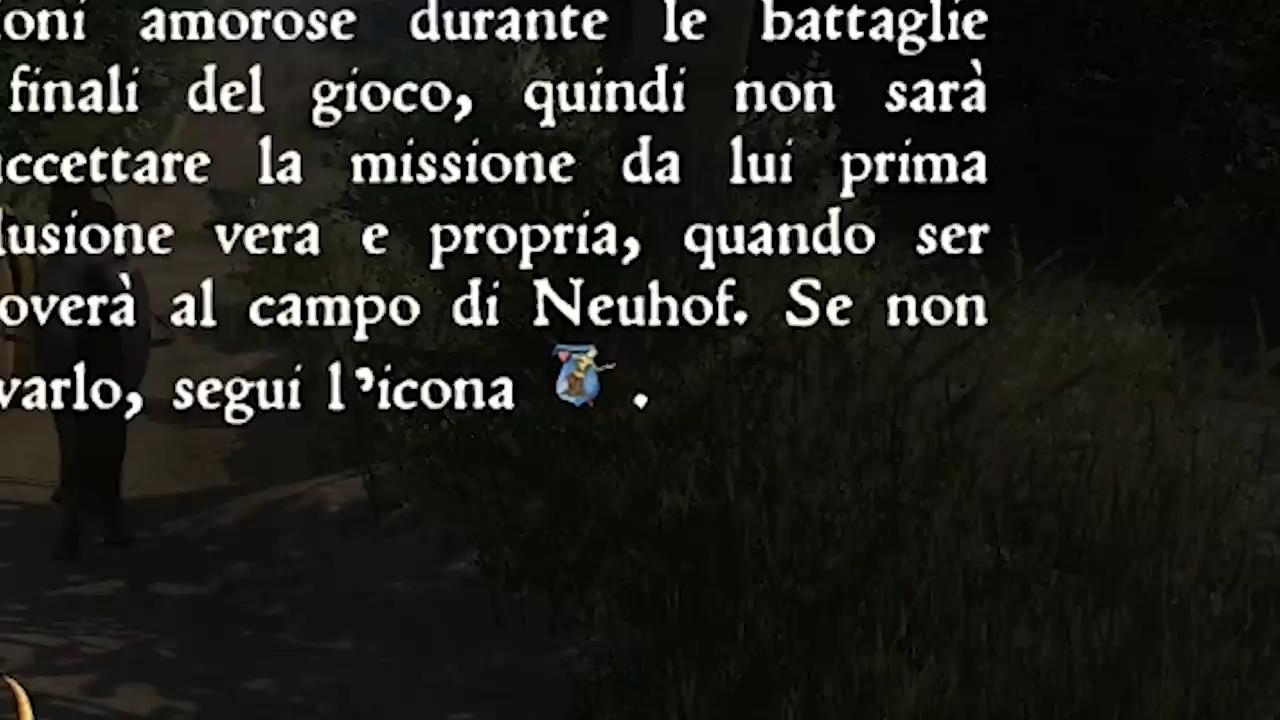 oni amorose durante le battaglie
finali del gioco, quindi non sarà
accettare la missione da lui prima
lusione vera e propria, quando ser
overà al campo di Neuhof. Se non
varlo, segui l'icona .